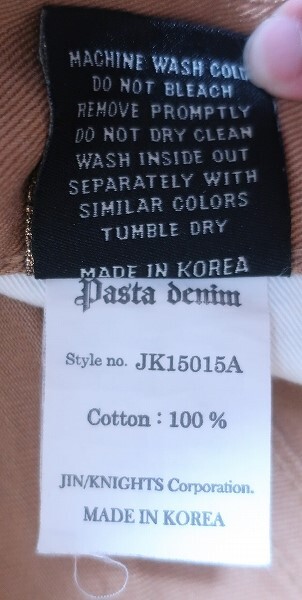 MACHINE WASH COLD
DO NOT BLEACH
REMOVE PROMPTLY
DO NOT DRY CLEAN
WASH INSIDE OUT
SEPARATELY WITH
SIMILAR COLORS
TUMBLE DRY
MADE IN KOREA
Pasta denim
Style no. JK15015A
Cotton : 100 %
JIN/KNIGHTS Corporation.
MADE IN KOREA